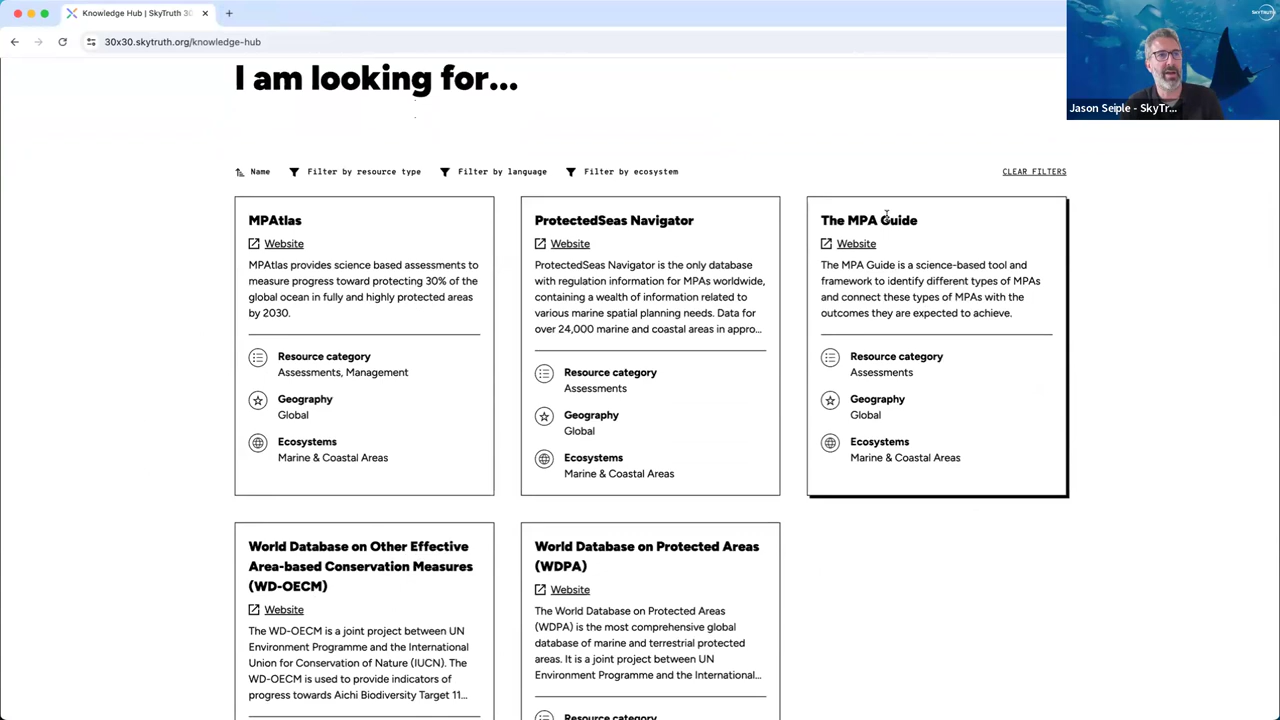 Knowledge Hub | SkyTruth 30
30x30.skytruth.org/knowledge-hub
SKYTRUTH
Jason Seiple - SkyTr...
I am looking for...
Name
Filter by resource type
Filter by language
Filter by ecosystem
CLEAR FILTERS
MPAtlas
Website
MPAtlas provides science based assessments to
measure progress toward protecting 30% of the
global ocean in fully and highly protected areas
by 2030.
Resource category
Assessments, Management
Geography
Global
Ecosystems
Marine & Coastal Areas
ProtectedSeas Navigator
Website
ProtectedSeas Navigator is the only database
with regulation information for MPAs worldwide,
containing a wealth of information related to
various marine spatial planning needs. Data for
over 24,000 marine and coastal areas in appro...
Resource category
Assessments
Geography
Global
Ecosystems
Marine & Coastal Areas
The MPA Guide
Website
The MPA Guide is a science-based tool and
framework to identify different types of MPAs
and connect these types of MPAs with the
outcomes they are expected to achieve.
Resource category
Assessments
Geography
Global
Ecosystems
Marine & Coastal Areas
World Database on Other Effective
Area-based Conservation Measures
(WD-OECM)
Website
The WD-OECM is a joint project between UN
Environment Programme and the International
Union for Conservation of Nature (IUCN). The
WD-OECM is used to provide indicators of
progress towards Aichi Biodiversity Target 11...
World Database on Protected Areas
(WDPA)
Website
The World Database on Protected Areas
(WDPA) is the most comprehensive global
database of marine and terrestrial protected
areas. It is a joint project between UN
Environment Programme and the International...
Resource category